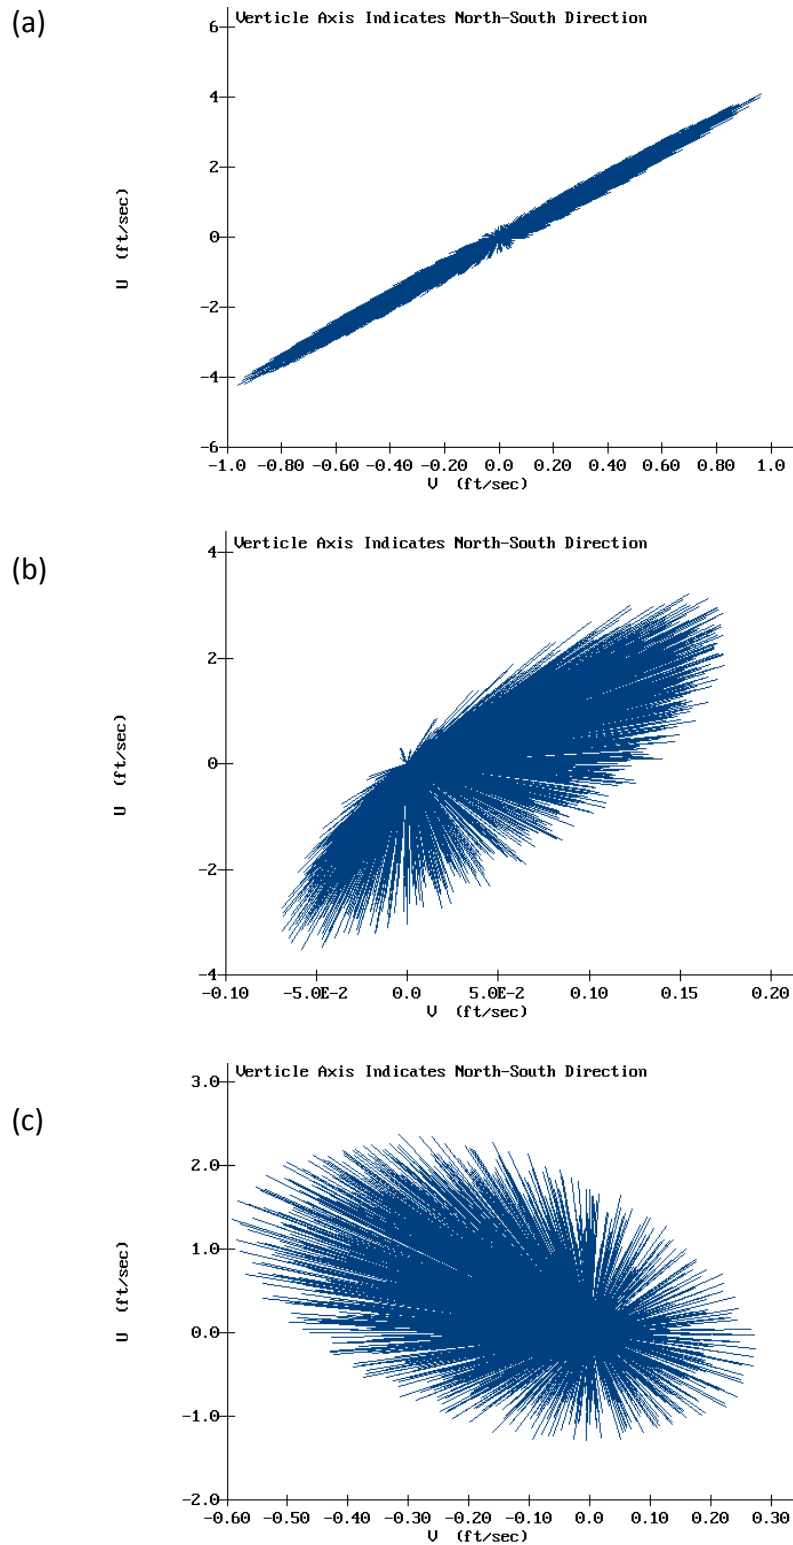 (a)
Verticle Axis Indicates North-South Direction
6
4
2
0
-2
-4
-6
U (ft/sec)
-1.0 -0.80 -0.60 -0.40 -0.20 0.0 0.20 0.40 0.60 0.80 1.0
V (ft/sec)
(b)
Verticle Axis Indicates North-South Direction
4
2
0
-2
-4
U (ft/sec)
-0.10 -5.0E-2 0.0 5.0E-2 0.10 0.15 0.20
V (ft/sec)
(c)
Verticle Axis Indicates North-South Direction
3.0
2.0
1.0
0.0
-1.0
-2.0
U (ft/sec)
-0.60 -0.50 -0.40 -0.30 -0.20 -0.10 0.0 0.10 0.20 0.30
V (ft/sec)